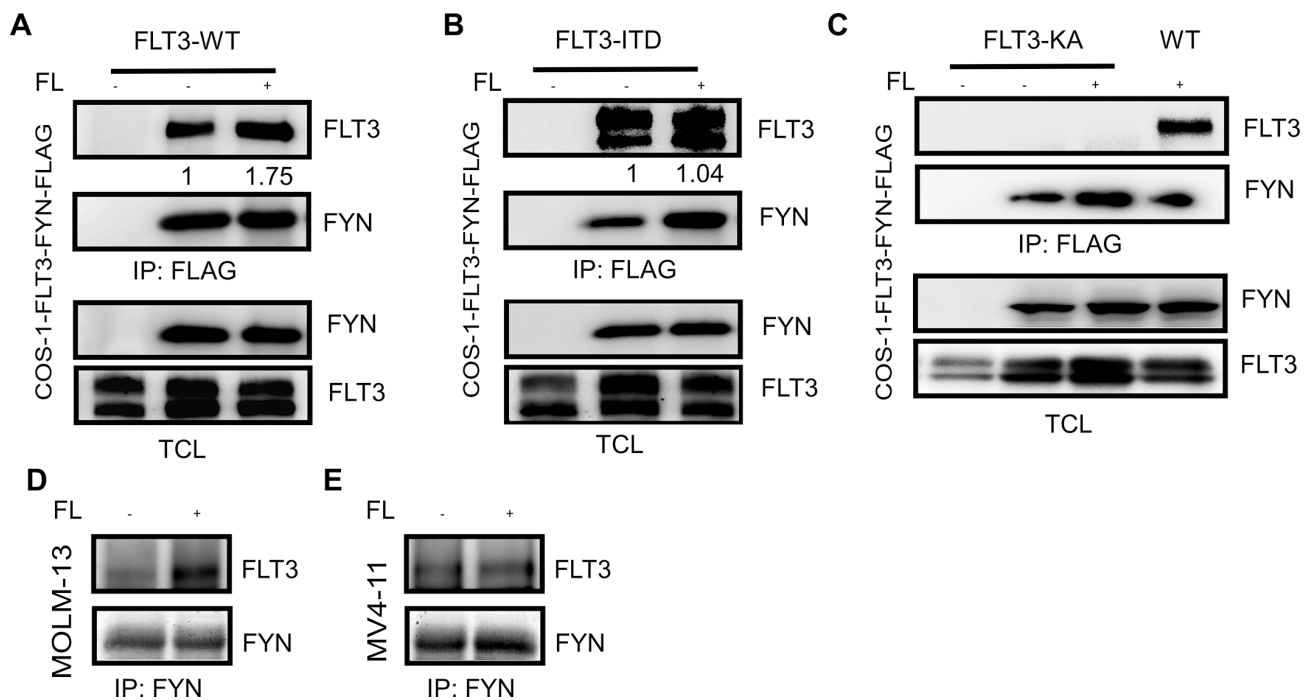 A
FLT3-WT
FL - - +
COS-1-FLT3-FYN-FLAG
FLT3
1 1.75
FYN
IP: FLAG
FYN
FLT3
TCL
B
FLT3-ITD
FL - - +
COS-1-FLT3-FYN-FLAG
FLT3
1 1.04
FYN
IP: FLAG
FYN
FLT3
TCL
C
FLT3-KA WT
FL - - + +
COS-1-FLT3-FYN-FLAG
FLT3
FYN
IP: FLAG
FYN
FLT3
TCL
D
FL - +
MOLM-13
FLT3
FYN
IP: FYN
E
FL - +
MV4-11
FLT3
FYN
IP: FYN